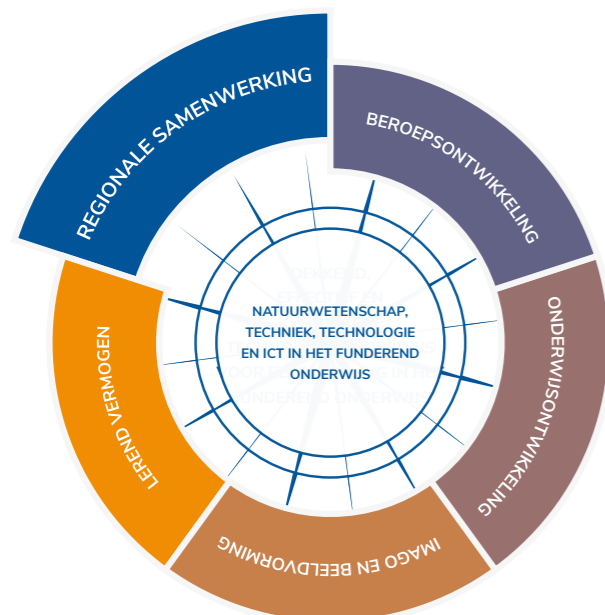 REGIONALE SAMENWERKING
BEROEPSONTWIKKELING
ONDERWIJSONTWIKKELING
IMAGO EN BEELDVORMING
LEREND VERMOGEN
NATUURWETENSCHAP,
TECHNIEK, TECHNOLOGIE
EN ICT IN HET FUNDEREND
ONDERWIJS